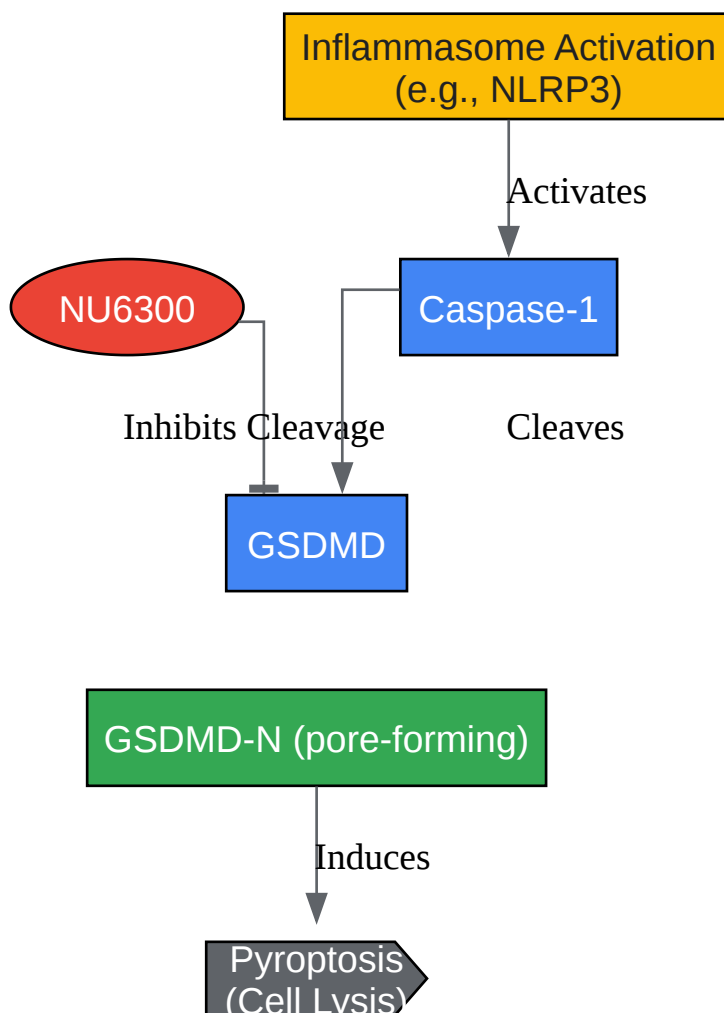 Inflammasome Activation
(e.g., NLRP3)
Activates
NU6300
Caspase-1
Inhibits Cleavage
Cleaves
GSDMD
GSDMD-N (pore-forming)
Induces
Pyroptosis
(Cell Lysis)